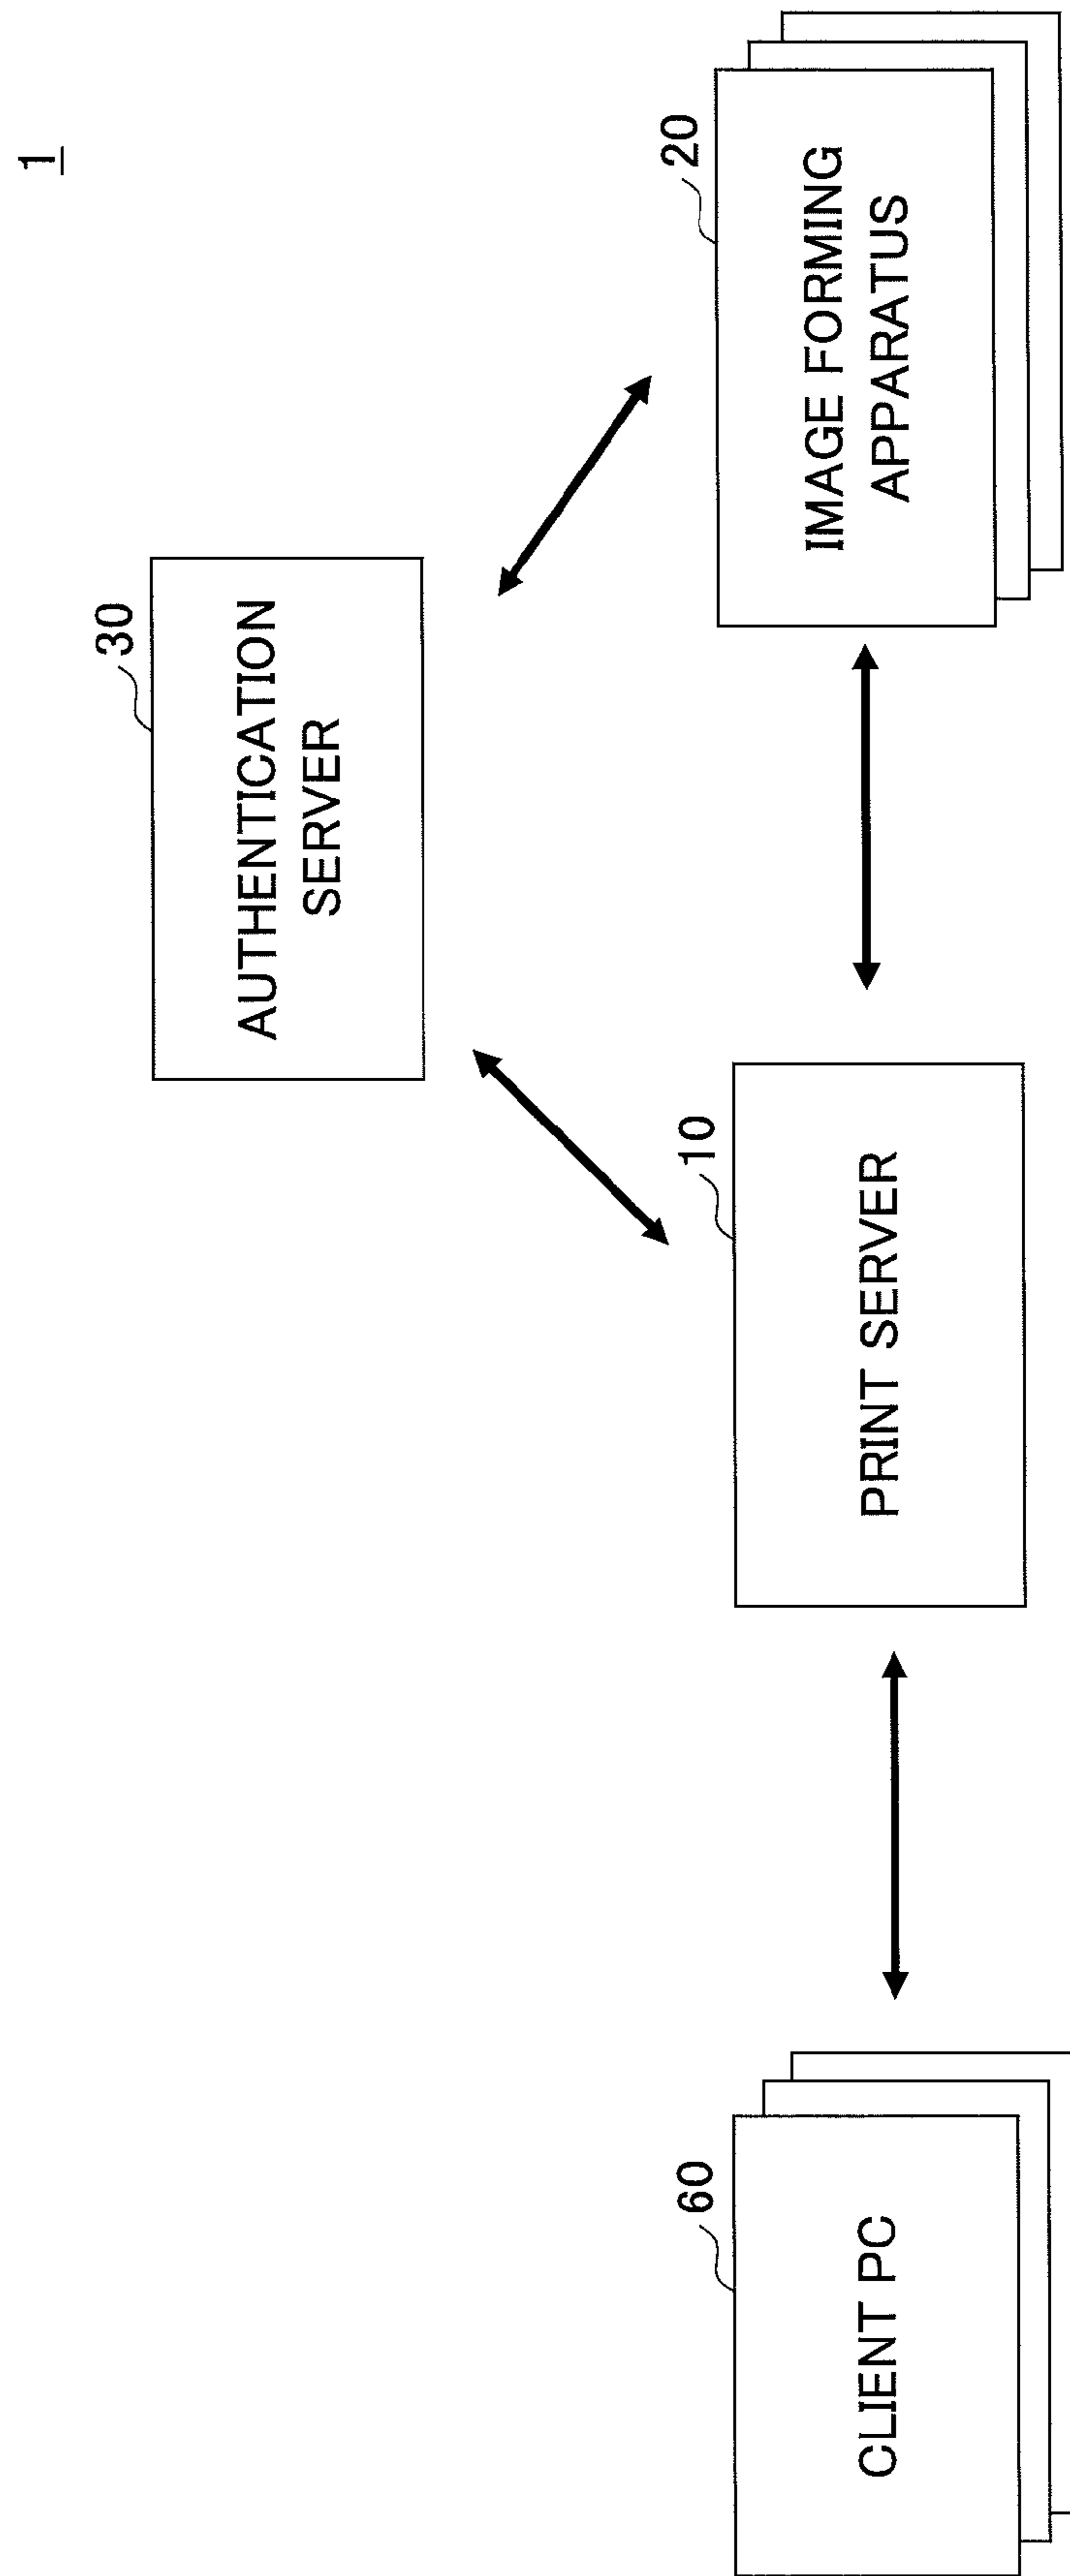 1
30
AUTHENTICATION
SERVER
60
CLIENT PC
10
PRINT SERVER
20
IMAGE FORMING
APPARATUS